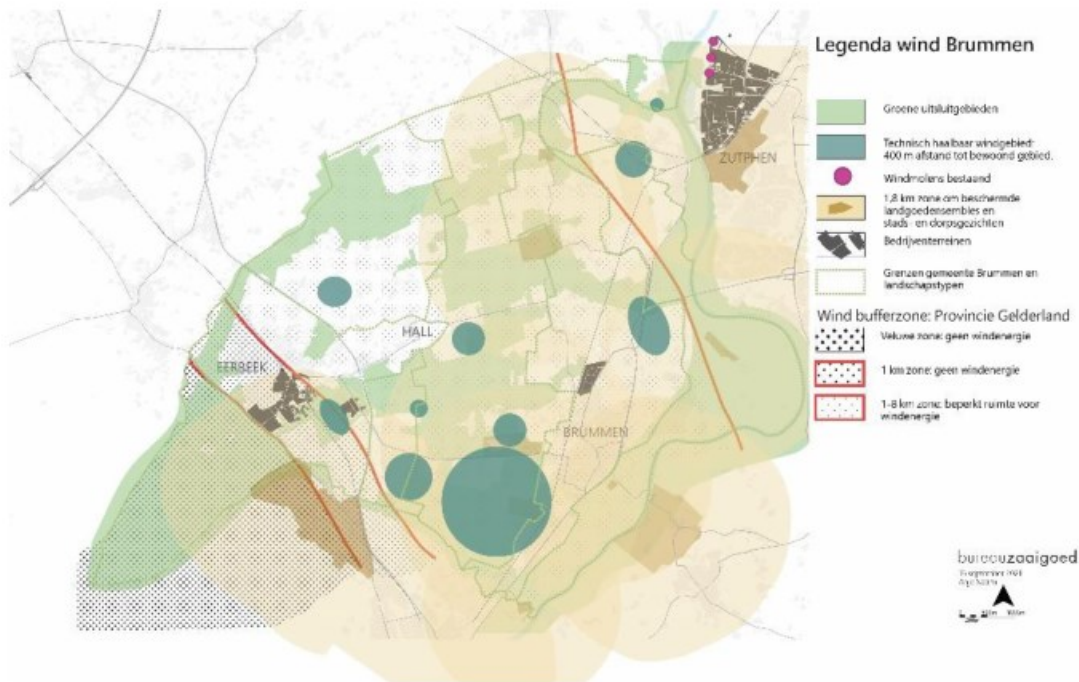 Legenda wind Brummen
Groene uitsluitgebieden
Technisch haalbaar windgebied:
400 m afstand tot bewoond gebied.
Windmolens bestaand
1,8 km zone om beschermde
landgoedensembles en
stads- en dorpsgezichten
Bedrijventerreinen
Grenzen gemeente Brummen en
landschapstypen
Wind bufferzone: Provincie Gelderland
Veluwe zone: geen windenergie
1 km zone: geen windenergie
1-8 km zone: beperkt ruimte voor
windenergie
ZUTPHEN
HALL
EERBEEK
BRUMMEN
bureauzaaigoed